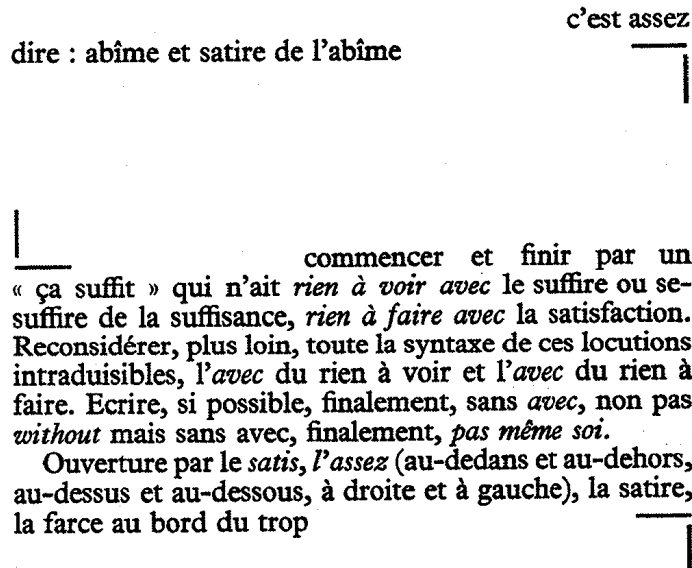 c’est assez
dire : abîme et satire de l’abîme
commencer et finir par un
« ça suffit » qui n’ait rien à voir avec le suffire ou se-
suffire de la suffisance, rien à faire avec la satisfaction.
Reconsidérer, plus loin, toute la syntaxe de ces locutions
intraduisibles, l’avec du rien à voir et l’avec du rien à
faire. Ecrire, si possible, finalement, sans avec, non pas
without mais sans avec, finalement, pas même soi.
Ouverture par le satis, l’assez (au-dedans et au-dehors,
au-dessus et au-dessous, à droite et à gauche), la satire,
la farce au bord du trop